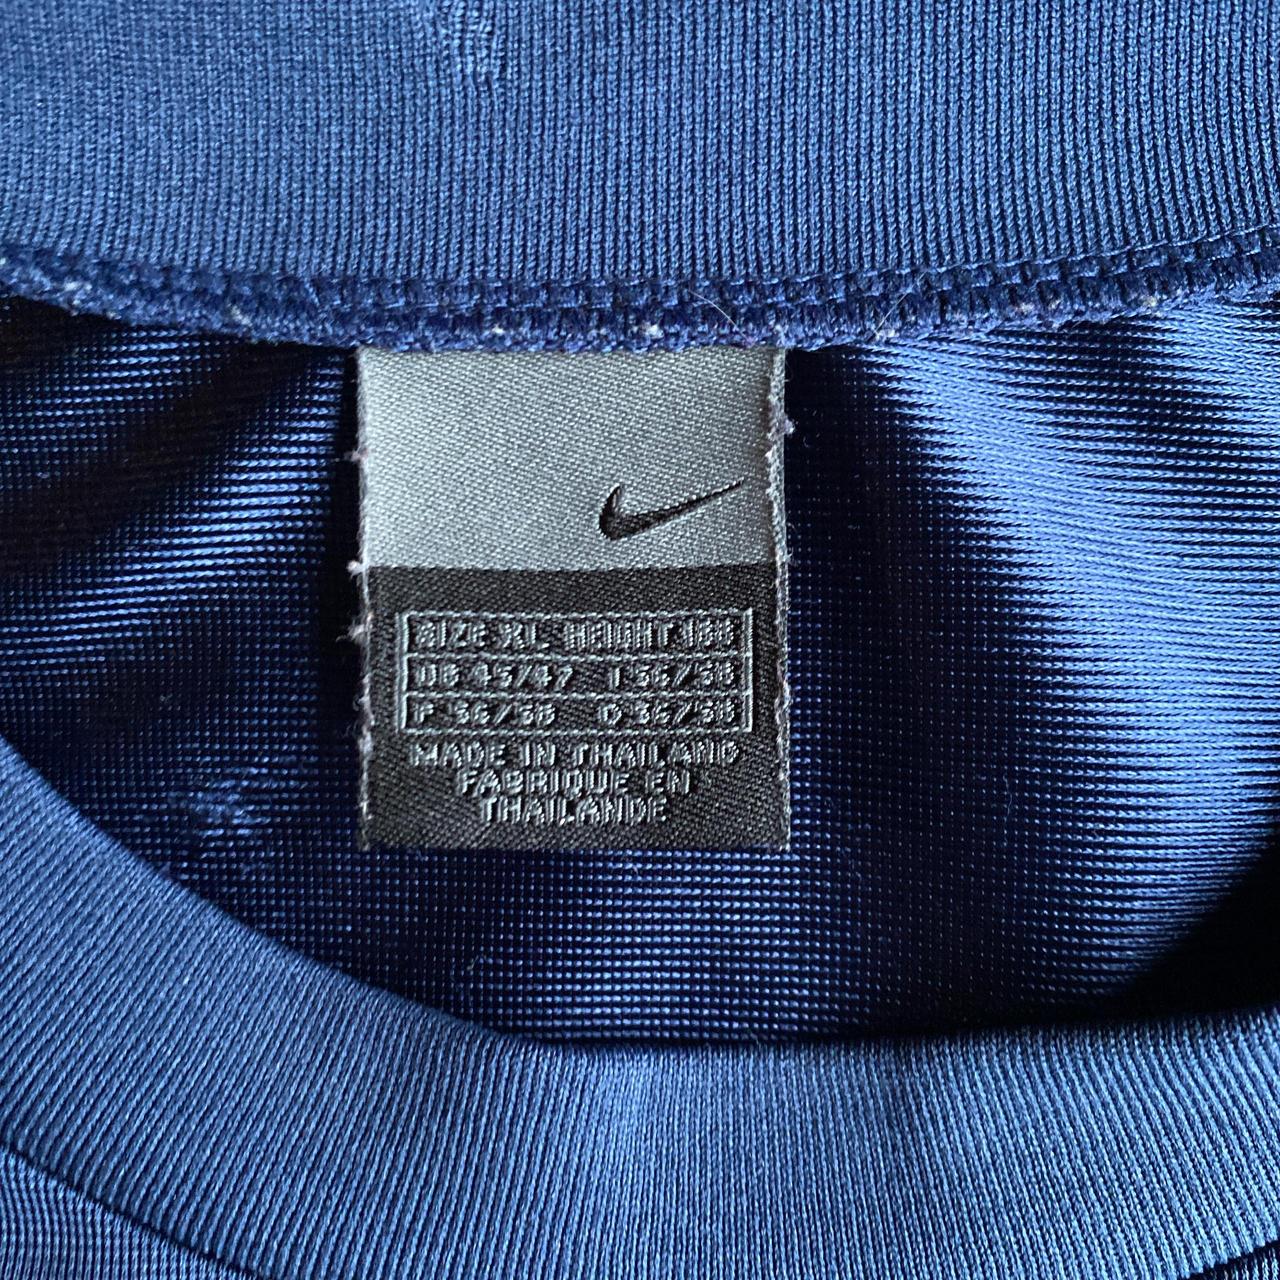 SIZE XL HEIGHT 188
GB 45/47 I 56/58
F 56/58 D 56/58
MADE IN THAILAND
FABRIQUE EN
THAILANDE